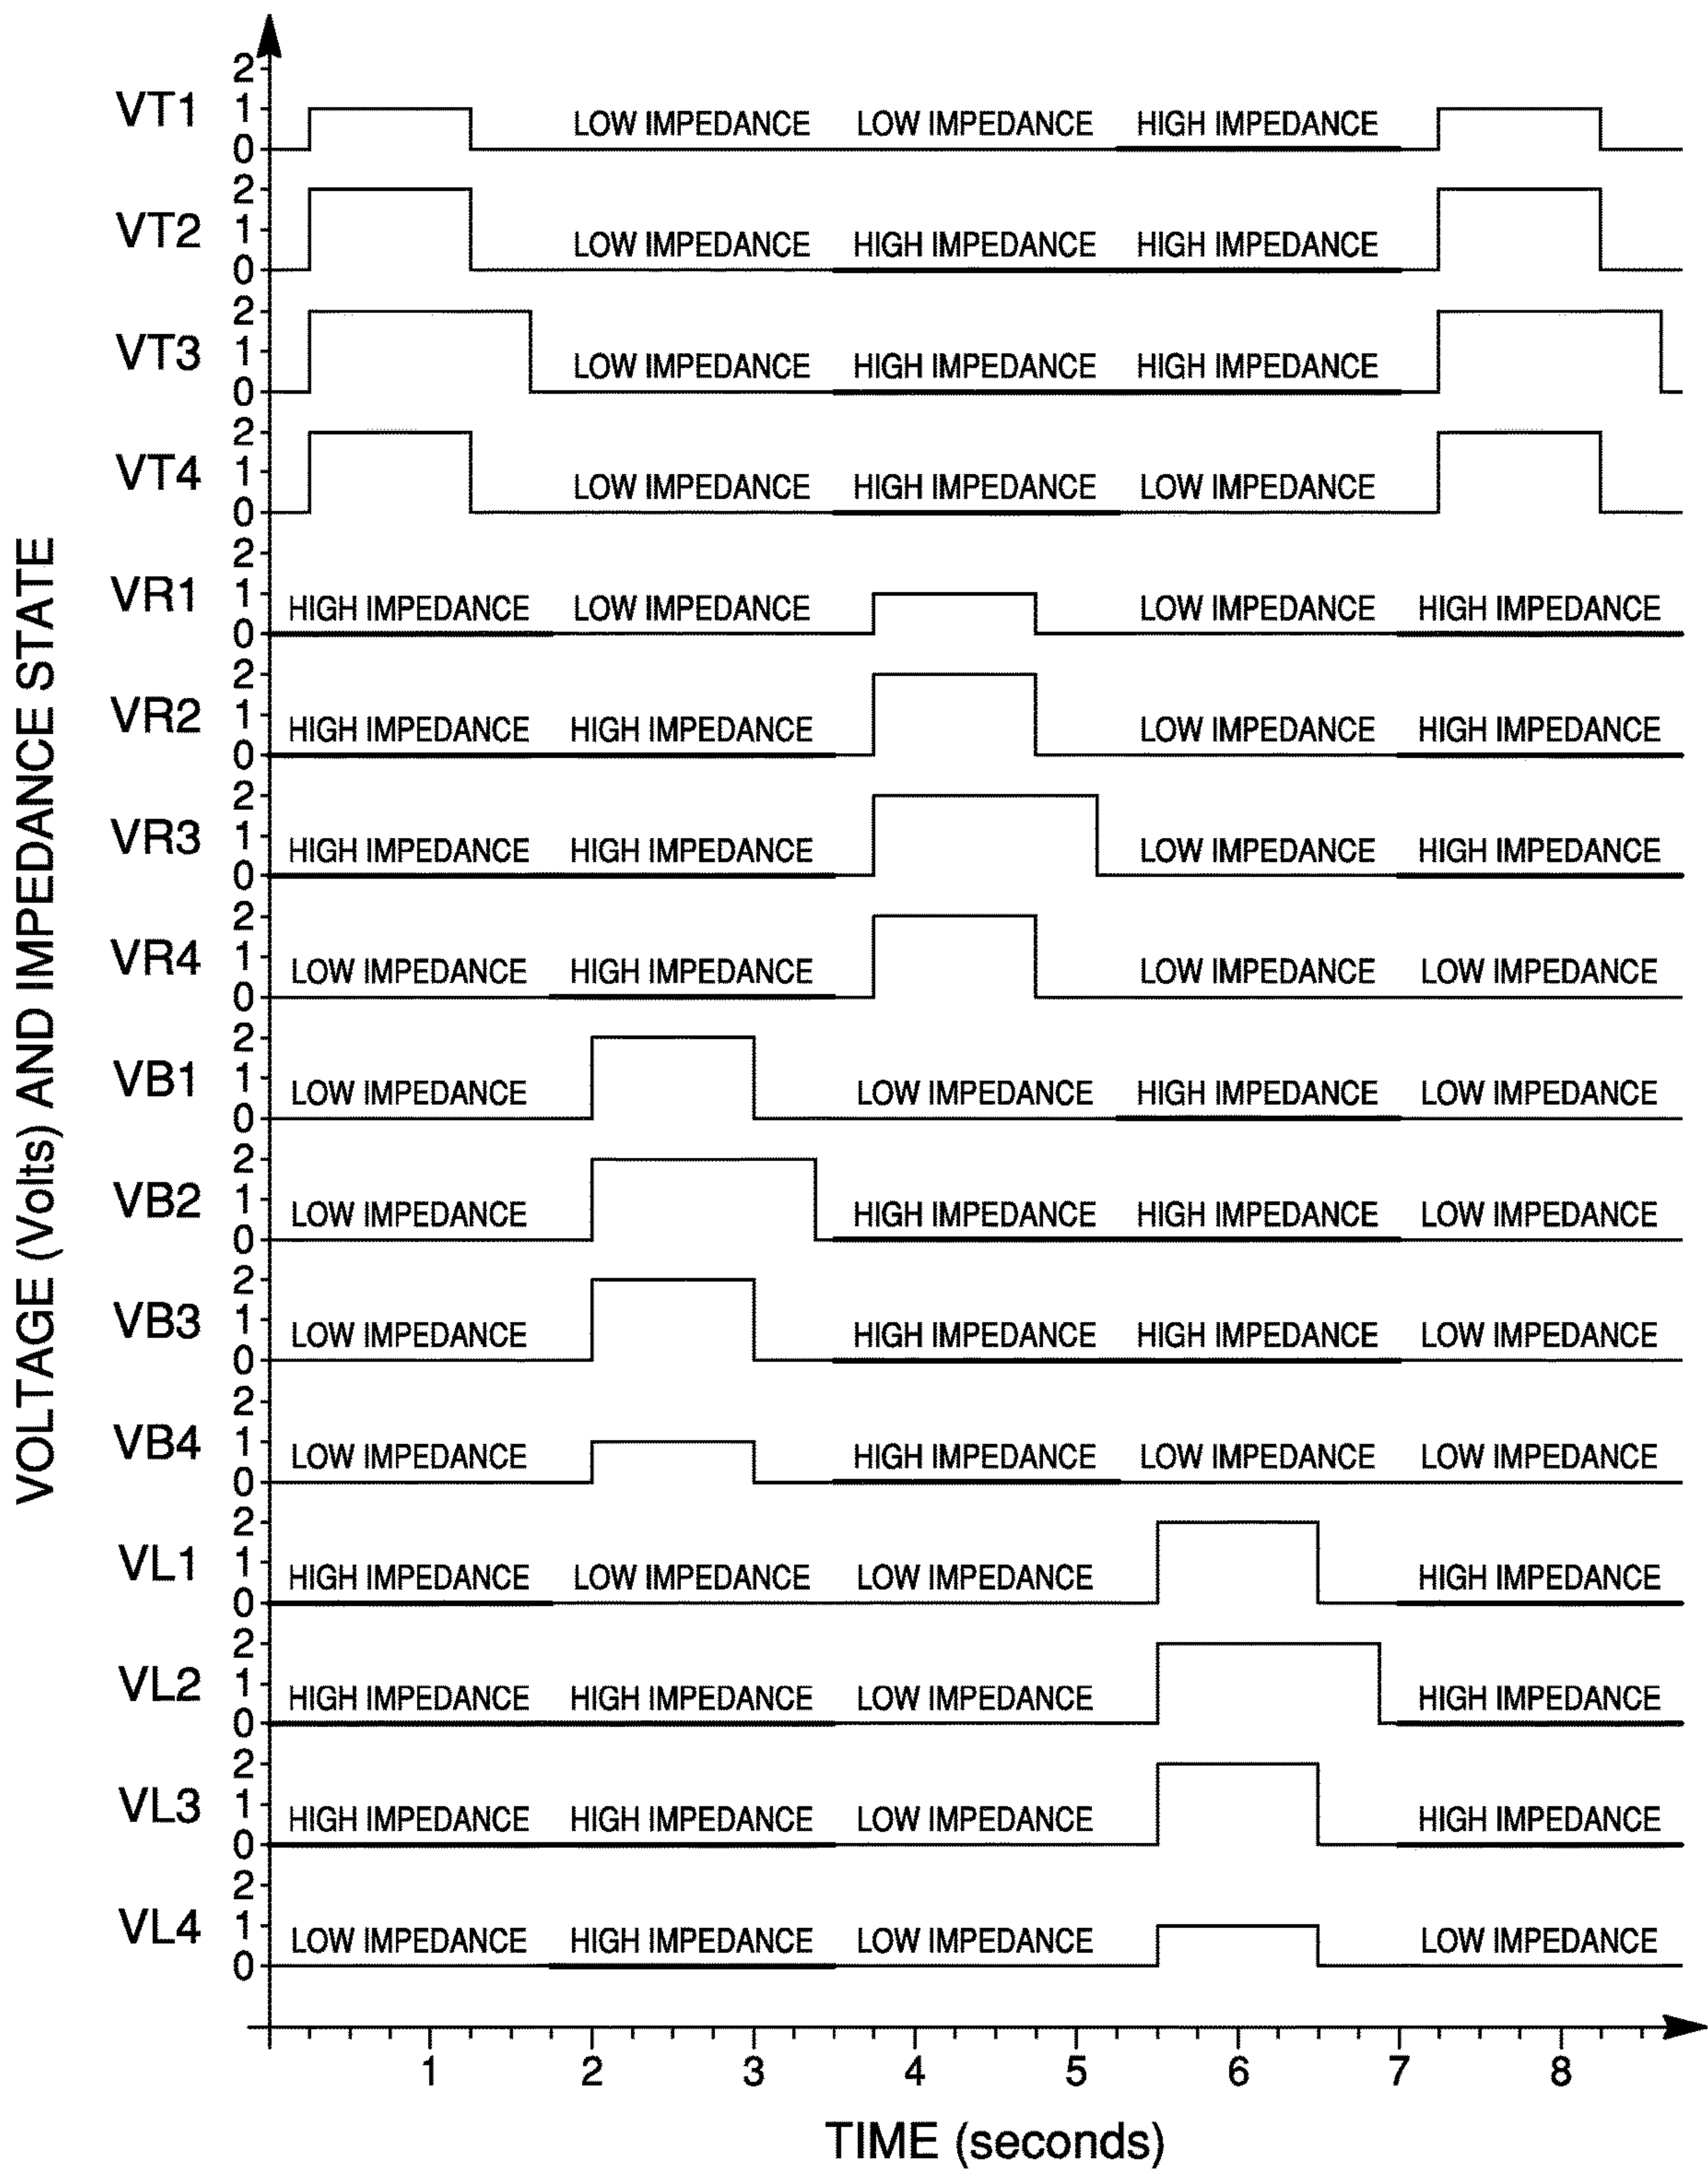 VOLTAGE (Volts) AND IMPEDANCE STATE
2
VT1 1 LOW IMPEDANCE LOW IMPEDANCE HIGH IMPEDANCE
0
2
VT2 1 LOW IMPEDANCE HIGH IMPEDANCE HIGH IMPEDANCE
0
2
VT3 1 LOW IMPEDANCE HIGH IMPEDANCE HIGH IMPEDANCE
0
2
VT4 1 LOW IMPEDANCE HIGH IMPEDANCE LOW IMPEDANCE
0
2
VR1 1 HIGH IMPEDANCE LOW IMPEDANCE LOW IMPEDANCE HIGH IMPEDANCE
0
2
VR2 1 HIGH IMPEDANCE HIGH IMPEDANCE LOW IMPEDANCE HIGH IMPEDANCE
0
2
VR3 1 HIGH IMPEDANCE HIGH IMPEDANCE LOW IMPEDANCE HIGH IMPEDANCE
0
2
VR4 1 LOW IMPEDANCE HIGH IMPEDANCE LOW IMPEDANCE LOW IMPEDANCE
0
2
VB1 1 LOW IMPEDANCE LOW IMPEDANCE HIGH IMPEDANCE LOW IMPEDANCE
0
2
VB2 1 LOW IMPEDANCE HIGH IMPEDANCE HIGH IMPEDANCE LOW IMPEDANCE
0
2
VB3 1 LOW IMPEDANCE HIGH IMPEDANCE HIGH IMPEDANCE LOW IMPEDANCE
0
2
VB4 1 LOW IMPEDANCE HIGH IMPEDANCE LOW IMPEDANCE LOW IMPEDANCE
0
2
VL1 1 HIGH IMPEDANCE LOW IMPEDANCE LOW IMPEDANCE HIGH IMPEDANCE
0
2
VL2 1 HIGH IMPEDANCE HIGH IMPEDANCE LOW IMPEDANCE HIGH IMPEDANCE
0
2
VL3 1 HIGH IMPEDANCE HIGH IMPEDANCE LOW IMPEDANCE HIGH IMPEDANCE
0
2
VL4 1 LOW IMPEDANCE HIGH IMPEDANCE LOW IMPEDANCE LOW IMPEDANCE
0
1 2 3 4 5 6 7 8
TIME (seconds)